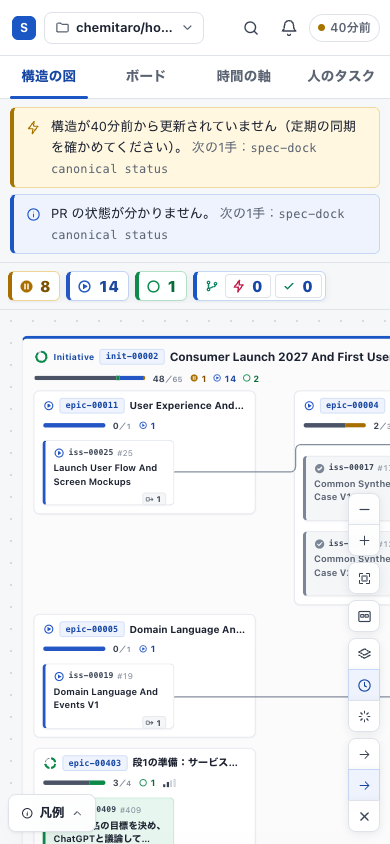 S
chemitaro/ho...
40分前
構造の図
ボード
時間の軸
人のタスク
構造が40分前から更新されていません（定期の同期
を確かめてください）。 次の1手：spec-dock
canonical status
PR の状態が分かりません。 次の1手：spec-dock
canonical status
8
14
1
0
0
Initiative init-00002 Consumer Launch 2027 And First User
48/65 1 14 2
epic-00011 User Experience And...
0/1 1
iss-00025 #25
Launch User Flow And
Screen Mockups
1
epic-00004
2/3
iss-00017 #17
Common Synthe
Case V1
Common Synthe
epic-00005 Domain Language An...
0/1 1
iss-00019 #19
Domain Language And
Events V1
1
epic-00403 段1の準備：サービス...
3/4 1
0409 #409
名の目標を決め、
ChatGPTと議論して...
凡例